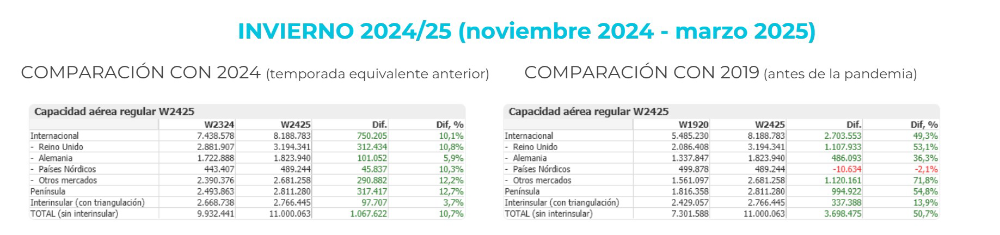 INVIERNO 2024/25 (noviembre 2024 - marzo 2025)
COMPARACIÓN CON 2024 (temporada equivalente anterior)
Capacidad aérea regular W2425
W2324 W2425 Dif. Dif, %
Internacional 7.438.578 8.188.783 750.205 10,1%
- Reino Unido 2.881.907 3.194.341 312.434 10,8%
- Alemania 1.722.888 1.823.940 101.052 5,9%
- Países Nórdicos 443.407 489.244 45.837 10,3%
- Otros mercados 2.390.376 2.681.258 290.882 12,2%
Península 2.493.863 2.811.280 317.417 12,7%
Interinsular (con triangulación) 2.668.738 2.766.445 97.707 3,7%
TOTAL (sin interinsular) 9.932.441 11.000.063 1.067.622 10,7%
COMPARACIÓN CON 2019 (antes de la pandemia)
Capacidad aérea regular W2425
W1920 W2425 Dif. Dif, %
Internacional 5.485.230 8.188.783 2.703.553 49,3%
- Reino Unido 2.086.408 3.194.341 1.107.933 53,1%
- Alemania 1.337.847 1.823.940 486.093 36,3%
- Países Nórdicos 499.878 489.244 -10.634 -2,1%
- Otros mercados 1.561.097 2.681.258 1.120.161 71,8%
Península 1.816.358 2.811.280 994.922 54,8%
Interinsular (con triangulación) 2.429.057 2.766.445 337.388 13,9%
TOTAL (sin interinsular) 7.301.588 11.000.063 3.698.475 50,7%